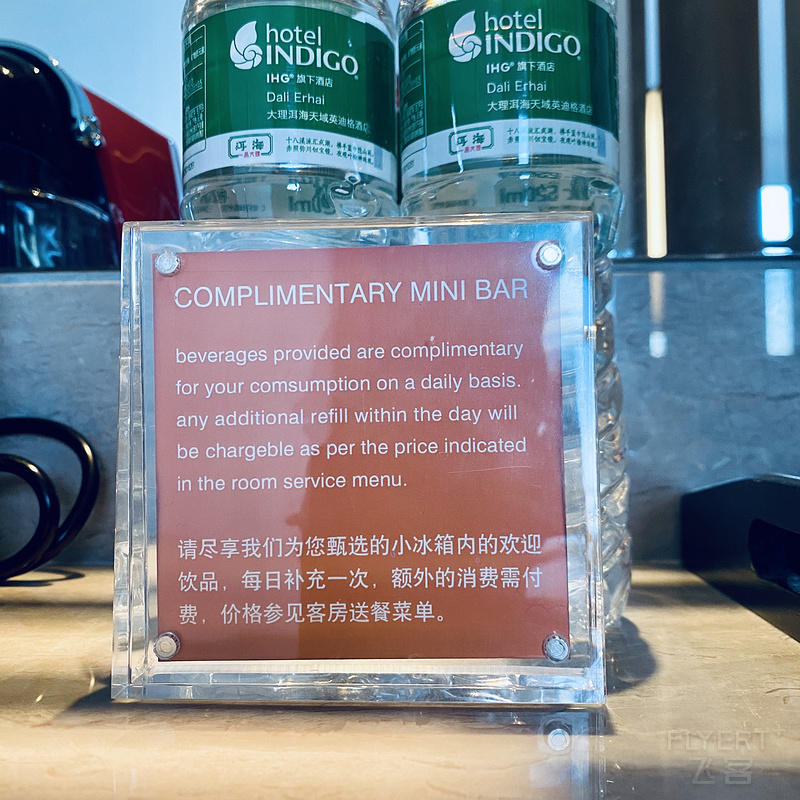 hotel
INDIGO
IHG® 旗下酒店
Dali Erhai
大理洱海天域英迪格酒店
洱海
hotel
INDIGO
IHG® 旗下酒店
Dali Erhai
大理洱海天域英迪格酒店
洱海
520ml
COMPLIMENTARY MINI BAR
beverages provided are complimentary
for your comsumption on a daily basis.
any additional refill within the day will
be chargeble as per the price indicated
in the room service menu.
请尽享我们为您甄选的小冰箱内的欢迎
饮品，每日补充一次，额外的消费需付
费，价格参见客房送餐菜单。
FLYERT
飞客